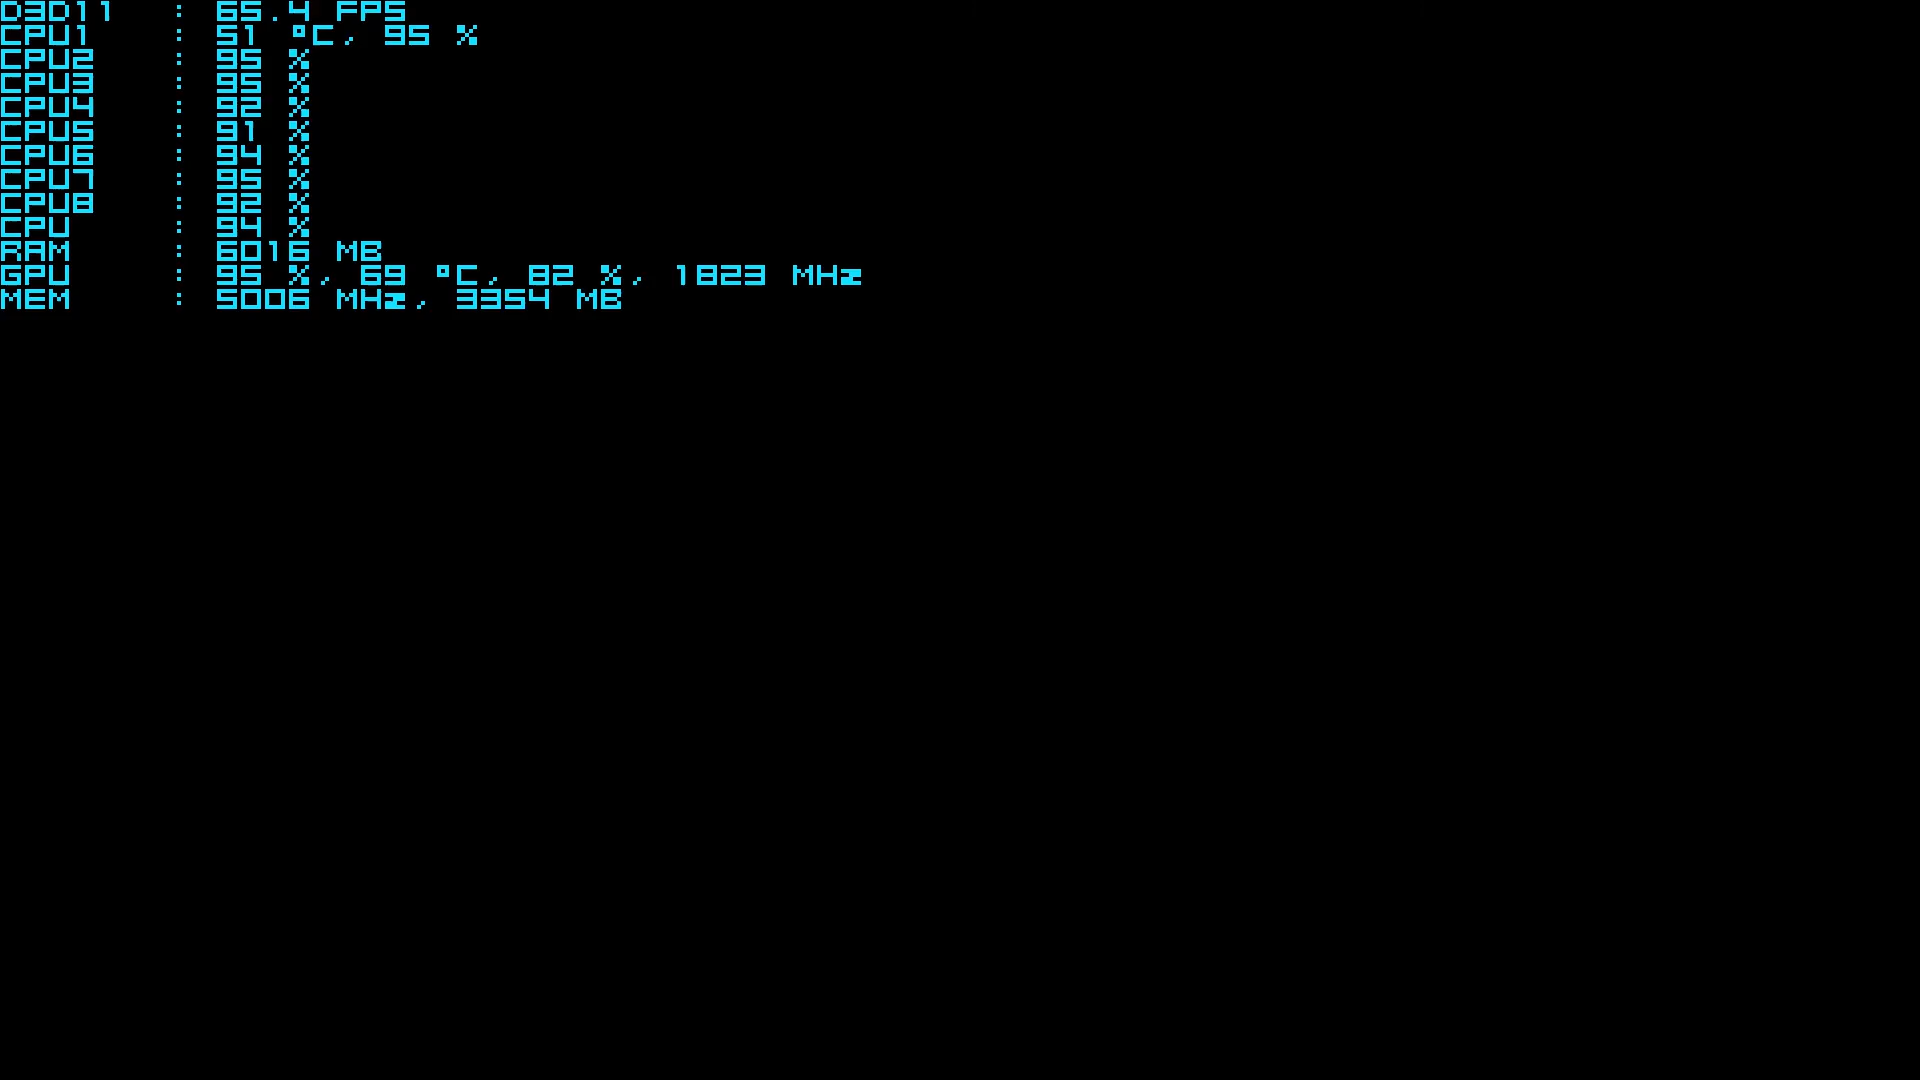 D3D11 : 65.4 FPS
CPU1 : 51 °C, 95 %
CPU2 : 95 %
CPU3 : 95 %
CPU4 : 92 %
CPU5 : 91 %
CPU6 : 94 %
CPU7 : 95 %
CPU8 : 92 %
CPU : 94 %
RAM : 6016 MB
GPU : 95 %, 69 °C, 82 %, 1823 MHz
MEM : 5006 MHz, 3354 MB